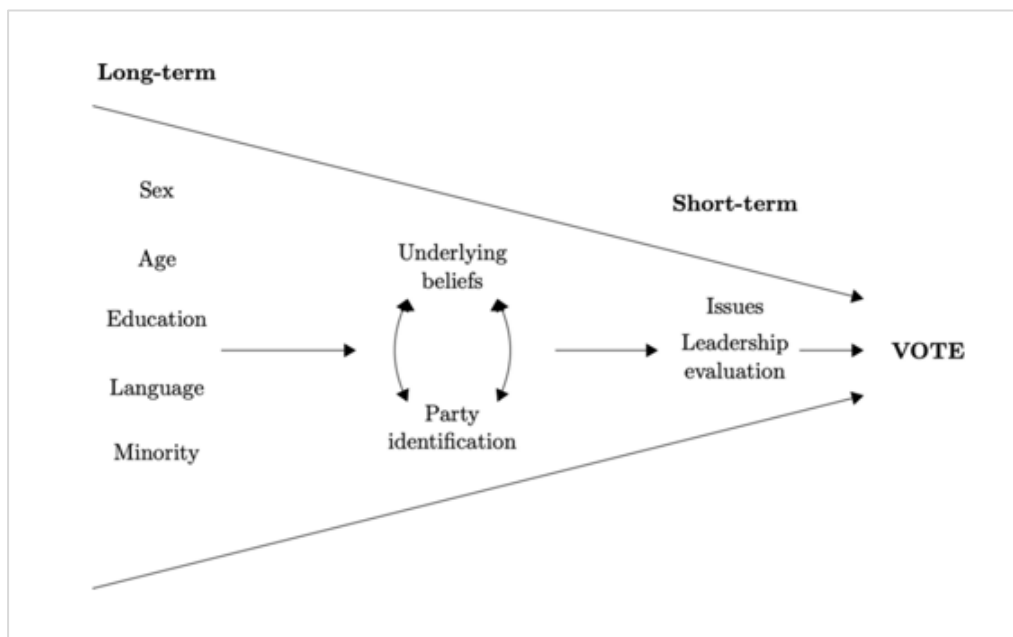 Long-term
Sex
Age
Education
Language
Minority
Underlying
beliefs
Party
identification
Short-term
Issues
Leadership
evaluation
VOTE